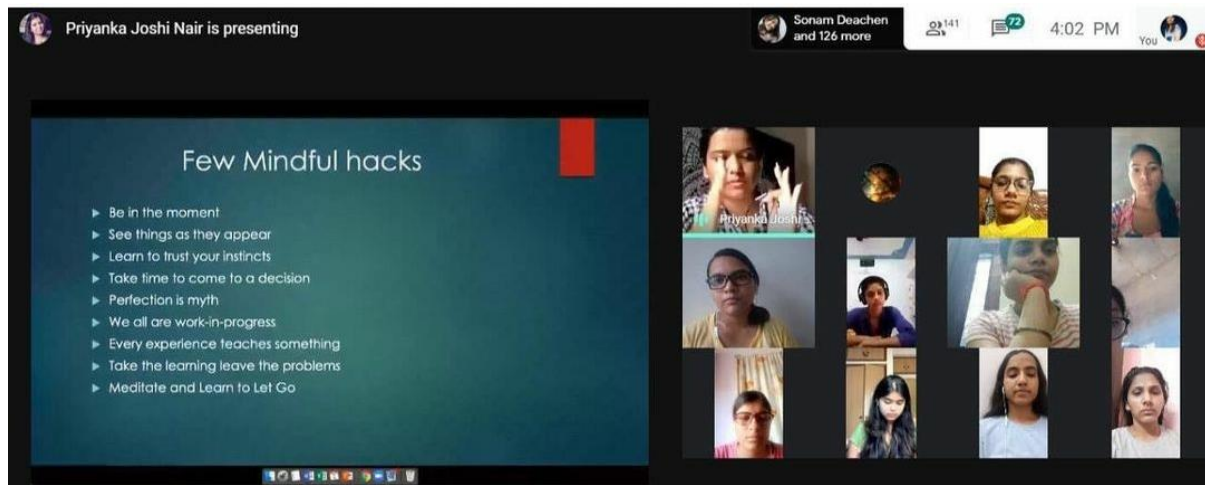 Priyanka Joshi Nair is presenting
Sonam Deachen
and 126 more
141
72
4:02 PM
You
Few Mindful hacks
Be in the moment
See things as they appear
Learn to trust your instincts
Take time to come to a decision
Perfection is myth
We all are work-in-progress
Every experience teaches something
Take the learning leave the problems
Meditate and Learn to Let Go
Priyanka Joshi...